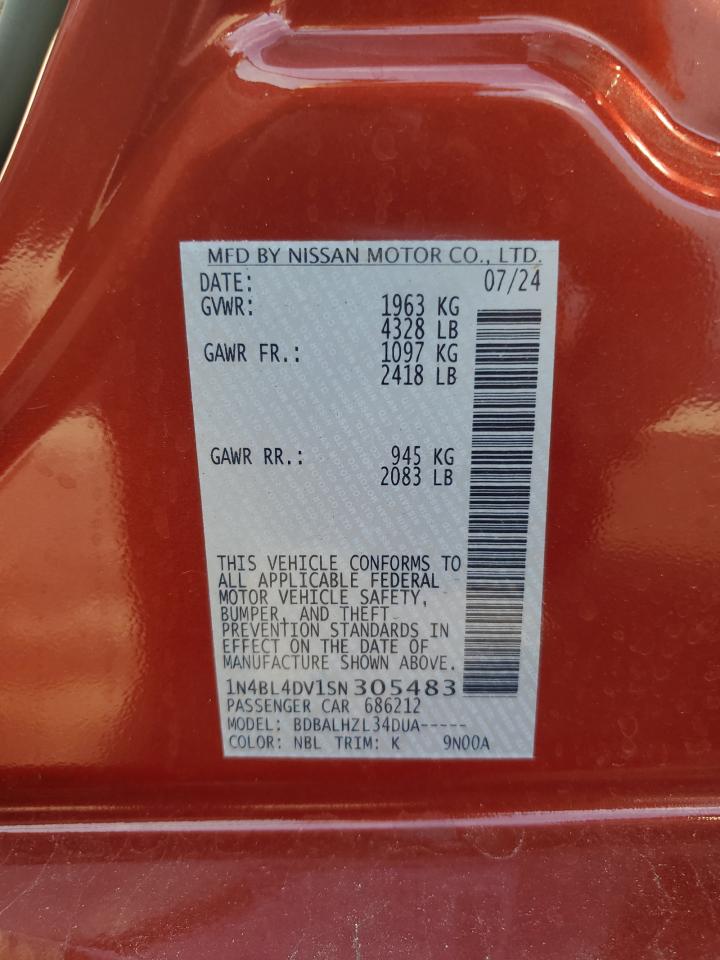 MFD BY NISSAN MOTOR CO., LTD.
DATE: 07/24
GVWR: 1963 KG
4328 LB
GAWR FR.: 1097 KG
2418 LB
GAWR RR.: 945 KG
2083 LB
THIS VEHICLE CONFORMS TO
ALL APPLICABLE FEDERAL
MOTOR VEHICLE SAFETY,
BUMPER, AND THEFT
PREVENTION STANDARDS IN
EFFECT ON THE DATE OF
MANUFACTURE SHOWN ABOVE.
1N4BL4DV1SN305483
PASSENGER CAR 686212
MODEL: BDBALHZL34DUA-----
COLOR: NBL TRIM: K 9N00A